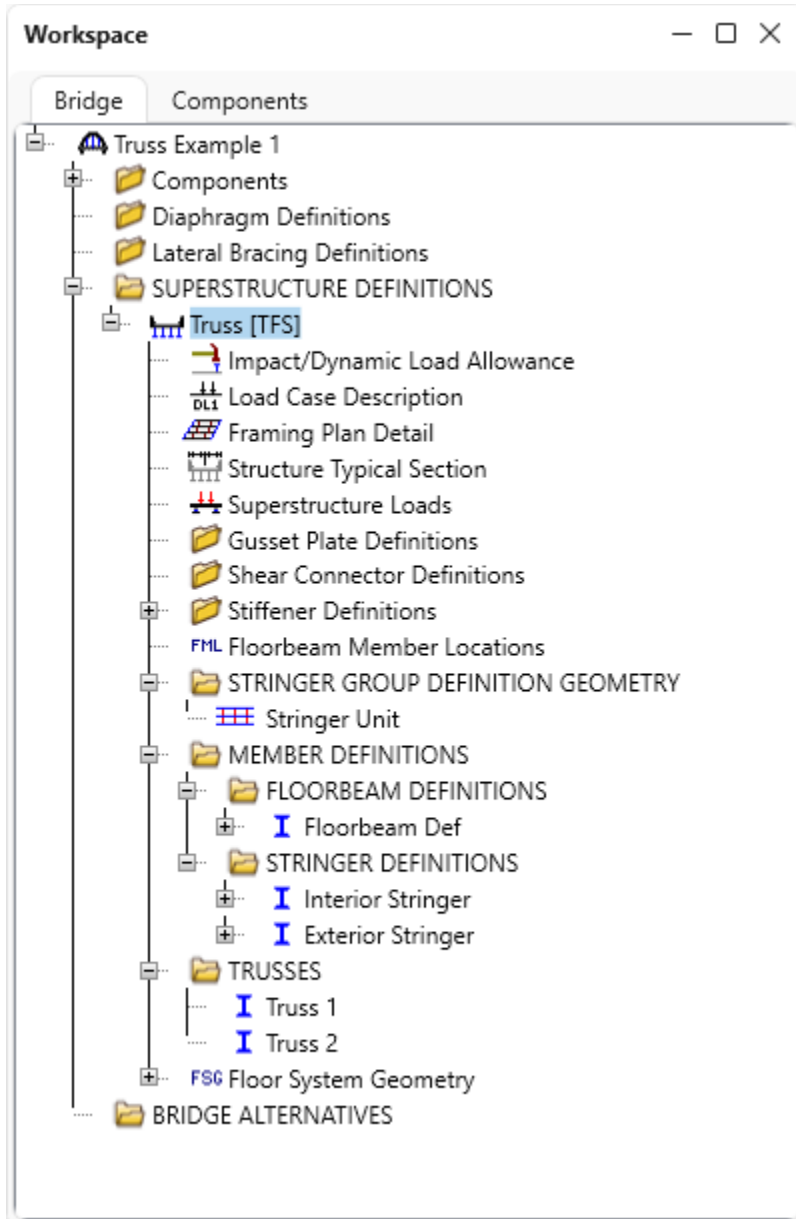 Workspace
Bridge Components
Truss Example 1
Components
Diaphragm Definitions
Lateral Bracing Definitions
SUPERSTRUCTURE DEFINITIONS
Truss [TFS]
Impact/Dynamic Load Allowance
DL1 Load Case Description
Framing Plan Detail
Structure Typical Section
Superstructure Loads
Gusset Plate Definitions
Shear Connector Definitions
Stiffener Definitions
FML Floorbeam Member Locations
STRINGER GROUP DEFINITION GEOMETRY
Stringer Unit
MEMBER DEFINITIONS
FLOORBEAM DEFINITIONS
Floorbeam Def
STRINGER DEFINITIONS
Interior Stringer
Exterior Stringer
TRUSSES
Truss 1
Truss 2
FSG Floor System Geometry
BRIDGE ALTERNATIVES